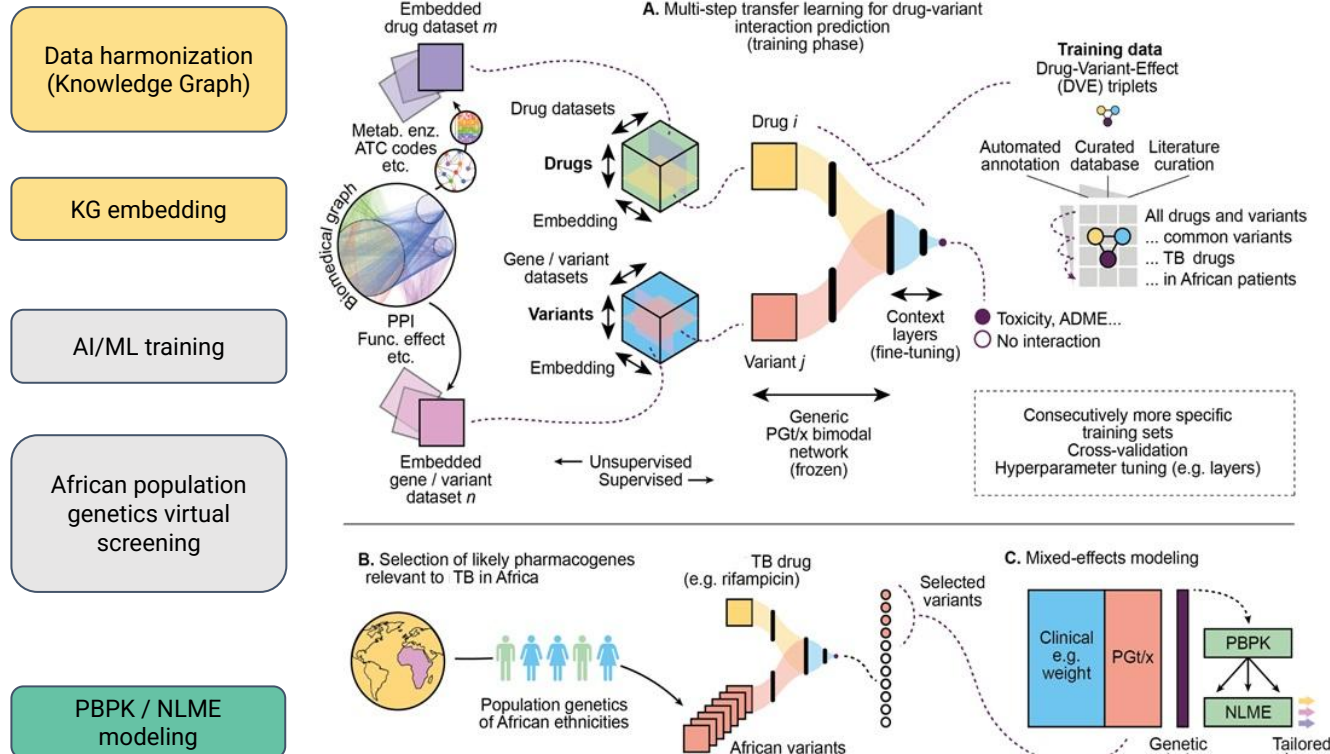 Data harmonization
(Knowledge Graph)
KG embedding
AI/ML training
African population
genetics virtual
screening
PBPK / NLME
modeling
A. Multi-step transfer learning for drug-variant
interaction prediction
(training phase)
Embedded
drug dataset m
Metab. enz.
ATC codes
etc.
Biomedical graph
PPI
Func. effect
etc.
Embedded
gene / variant
dataset n
Drug datasets
Drugs
Embedding
Gene / variant
datasets
Variants
Embedding
Unsupervised
Supervised
Drug i
Variant j
Generic
PGt/x bimodal
network
(frozen)
Context
layers
(fine-tuning)
Training data
Drug-Variant-Effect
(DVE) triplets
Automated
annotation
Curated
database
Literature
curation
All drugs and variants
... common variants
... TB drugs
... in African patients
Toxicity, ADME...
No interaction
Consecutively more specific
training sets
Cross-validation
Hyperparameter tuning (e.g. layers)
B. Selection of likely pharmacogenes
relevant to TB in Africa
Population genetics
of African ethnicities
TB drug
(e.g. rifampicin)
African variants
Selected
variants
C. Mixed-effects modeling
Clinical
e.g.
weight
PGt/x
PBPK
NLME
Genetic
Tailored